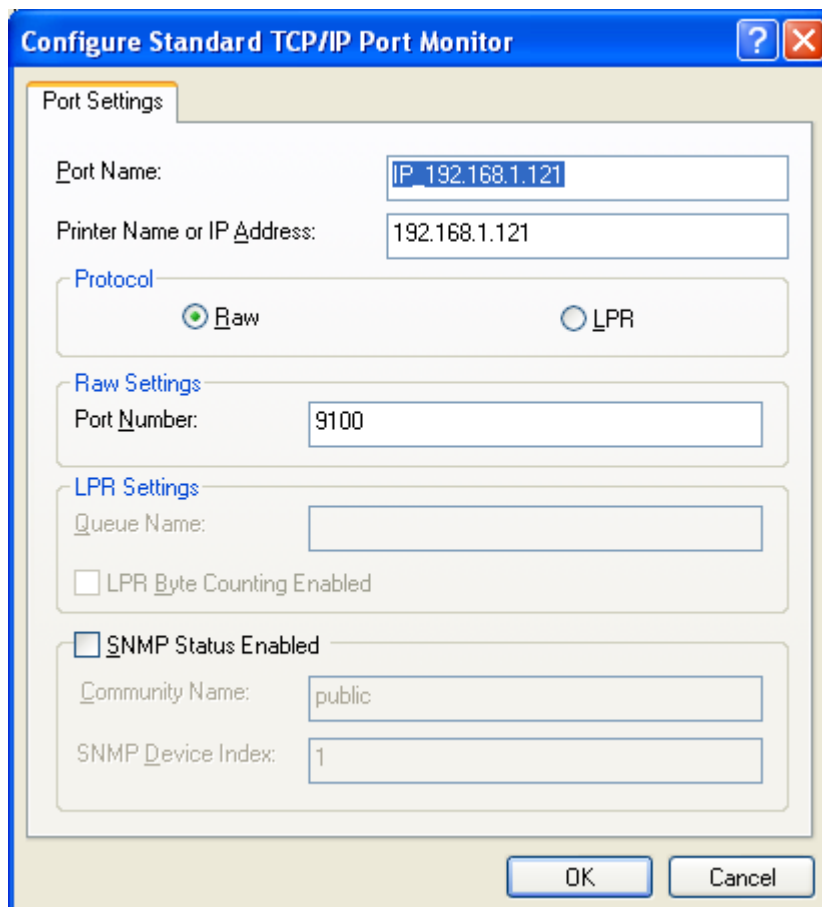 Configure Standard TCP/IP Port Monitor
Port Settings
Port Name: IP_192.168.1.121
Printer Name or IP Address: 192.168.1.121
Protocol
Raw LPR
Raw Settings
Port Number: 9100
LPR Settings
Queue Name:
LPR Byte Counting Enabled
SNMP Status Enabled
Community Name: public
SNMP Device Index: 1
OK Cancel